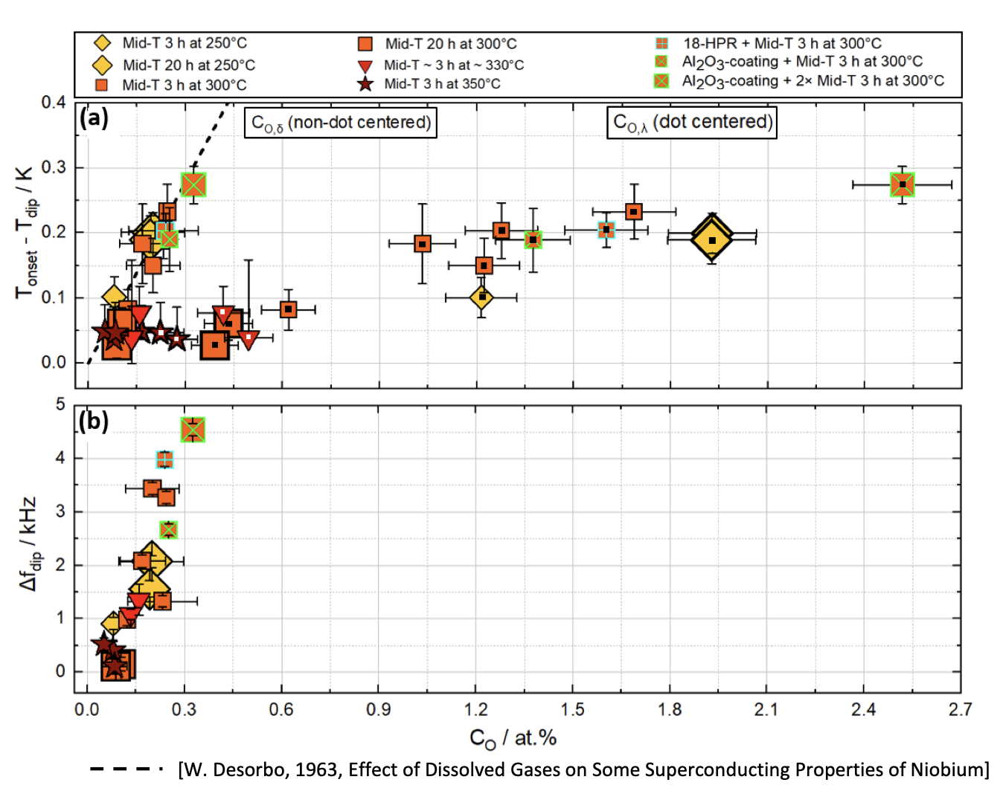 Mid-T 3 h at 250°C
Mid-T 20 h at 250°C
Mid-T 3 h at 300°C
Mid-T 20 h at 300°C
Mid-T ~ 3 h at ~ 330°C
Mid-T 3 h at 350°C
18-HPR + Mid-T 3 h at 300°C
Al2O3-coating + Mid-T 3 h at 300°C
Al2O3-coating + 2× Mid-T 3 h at 300°C
(a)
CO,δ (non-dot centered)
CO,λ (dot centered)
Tonset - Tdip / K
0.4
0.3
0.2
0.1
0.0
(b)
Δfdip / kHz
5
4
3
2
1
0
0.0 0.3 0.6 0.9 1.2 1.5 1.8 2.1 2.4 2.7
CO / at.%
[W. Desorbo, 1963, Effect of Dissolved Gases on Some Superconducting Properties of Niobium]